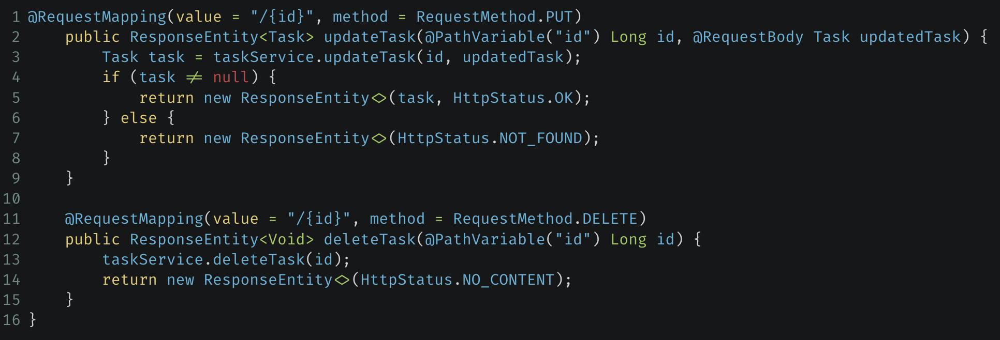 1 @RequestMapping(value = "/{id}", method = RequestMethod.PUT)
2     public ResponseEntity<Task> updateTask(@PathVariable("id") Long id, @RequestBody Task updatedTask) {
3         Task task = taskService.updateTask(id, updatedTask);
4         if (task != null) {
5             return new ResponseEntity<>(task, HttpStatus.OK);
6         } else {
7             return new ResponseEntity<>(HttpStatus.NOT_FOUND);
8         }
9     }
10
11     @RequestMapping(value = "/{id}", method = RequestMethod.DELETE)
12     public ResponseEntity<Void> deleteTask(@PathVariable("id") Long id) {
13         taskService.deleteTask(id);
14         return new ResponseEntity<>(HttpStatus.NO_CONTENT);
15     }
16 }